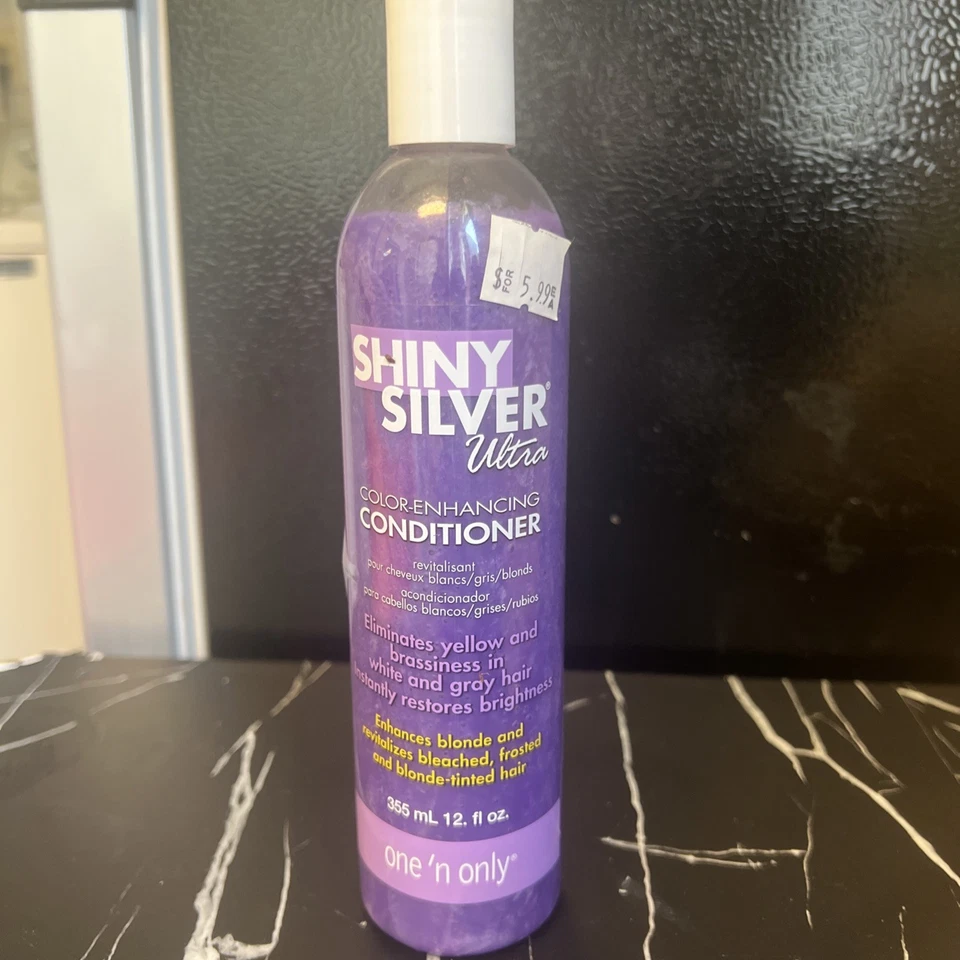 $ FOR 5.99 EA
SHINY
SILVER®
Ultra
COLOR-ENHANCING
CONDITIONER
revitalisant
pour cheveux blancs/gris/blonds
acondicionador
para cabellos blancos/grises/rubios
Eliminates yellow and
brassiness in
white and gray hair
Instantly restores brightness
Enhances blonde and
revitalizes bleached, frosted
and blonde-tinted hair
355 mL 12. fl oz.
one 'n only®